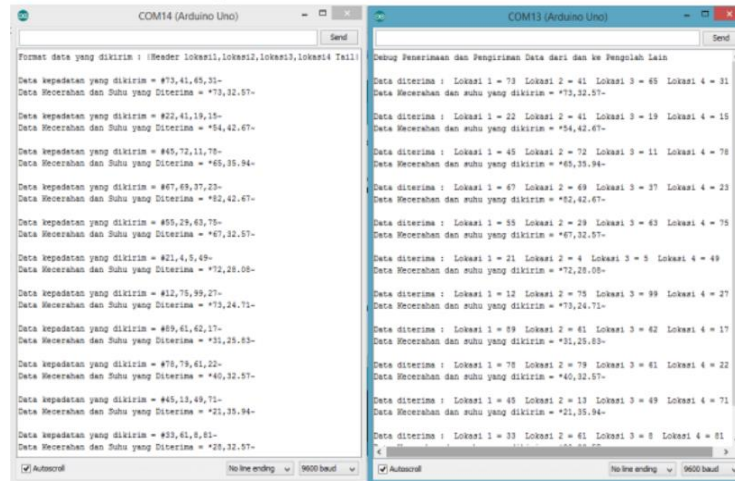 COM14 (Arduino Uno)
Send
Format data yang dikirim : |Header lokasi1,lokasi2,lokasi3,lokasi4 Tail|
Data kepadatan yang dikirim = #73,41,65,31~
Data Kecerahan dan Suhu yang Diterima = *73,32.57~
Data kepadatan yang dikirim = #22,41,19,15~
Data Kecerahan dan Suhu yang Diterima = *54,42.67~
Data kepadatan yang dikirim = #45,72,11,78~
Data Kecerahan dan Suhu yang Diterima = *65,35.94~
Data kepadatan yang dikirim = #67,69,37,23~
Data Kecerahan dan Suhu yang Diterima = *82,42.67~
Data kepadatan yang dikirim = #55,29,63,75~
Data Kecerahan dan Suhu yang Diterima = *67,32.57~
Data kepadatan yang dikirim = #21,4,5,49~
Data Kecerahan dan Suhu yang Diterima = *72,28.08~
Data kepadatan yang dikirim = #12,75,99,27~
Data Kecerahan dan Suhu yang Diterima = *73,24.71~
Data kepadatan yang dikirim = #89,61,62,17~
Data Kecerahan dan Suhu yang Diterima = *31,25.83~
Data kepadatan yang dikirim = #78,79,61,22~
Data Kecerahan dan Suhu yang Diterima = *40,32.57~
Data kepadatan yang dikirim = #45,13,49,71~
Data Kecerahan dan Suhu yang Diterima = *21,35.94~
Data kepadatan yang dikirim = #33,61,8,81~
Data Kecerahan dan Suhu yang Diterima = *28,32.57~
Autoscroll
No line ending
9600 baud
COM13 (Arduino Uno)
Send
Debug Penerimaan dan Pengiriman Data dari dan ke Pengolah Lain
Data diterima : Lokasi 1 = 73 Lokasi 2 = 41 Lokasi 3 = 65 Lokasi 4 = 31
Data Kecerahan dan suhu yang dikirim = *73,32.57~
Data diterima : Lokasi 1 = 22 Lokasi 2 = 41 Lokasi 3 = 19 Lokasi 4 = 15
Data Kecerahan dan suhu yang dikirim = *54,42.67~
Data diterima : Lokasi 1 = 45 Lokasi 2 = 72 Lokasi 3 = 11 Lokasi 4 = 78
Data Kecerahan dan suhu yang dikirim = *65,35.94~
Data diterima : Lokasi 1 = 67 Lokasi 2 = 69 Lokasi 3 = 37 Lokasi 4 = 23
Data Kecerahan dan suhu yang dikirim = *82,42.67~
Data diterima : Lokasi 1 = 55 Lokasi 2 = 29 Lokasi 3 = 63 Lokasi 4 = 75
Data Kecerahan dan suhu yang dikirim = *67,32.57~
Data diterima : Lokasi 1 = 21 Lokasi 2 = 4 Lokasi 3 = 5 Lokasi 4 = 49
Data Kecerahan dan suhu yang dikirim = *72,28.08~
Data diterima : Lokasi 1 = 12 Lokasi 2 = 75 Lokasi 3 = 99 Lokasi 4 = 27
Data Kecerahan dan suhu yang dikirim = *73,24.71~
Data diterima : Lokasi 1 = 89 Lokasi 2 = 61 Lokasi 3 = 62 Lokasi 4 = 17
Data Kecerahan dan suhu yang dikirim = *31,25.83~
Data diterima : Lokasi 1 = 78 Lokasi 2 = 79 Lokasi 3 = 61 Lokasi 4 = 22
Data Kecerahan dan suhu yang dikirim = *40,32.57~
Data diterima : Lokasi 1 = 45 Lokasi 2 = 13 Lokasi 3 = 49 Lokasi 4 = 71
Data Kecerahan dan suhu yang dikirim = *21,35.94~
Data diterima : Lokasi 1 = 33 Lokasi 2 = 61 Lokasi 3 = 8 Lokasi 4 = 81
Autoscroll
No line ending
9600 baud